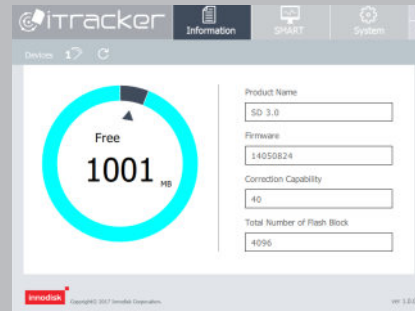 iTracker
Information
SMART
System
Devices 1
Free
1001 MB
Product Name
SD 3.0
Firmware
14050824
Correction Capability
40
Total Number of Flash Block
4096
innodisk
Copyright© 2017 Innodisk Corporation.